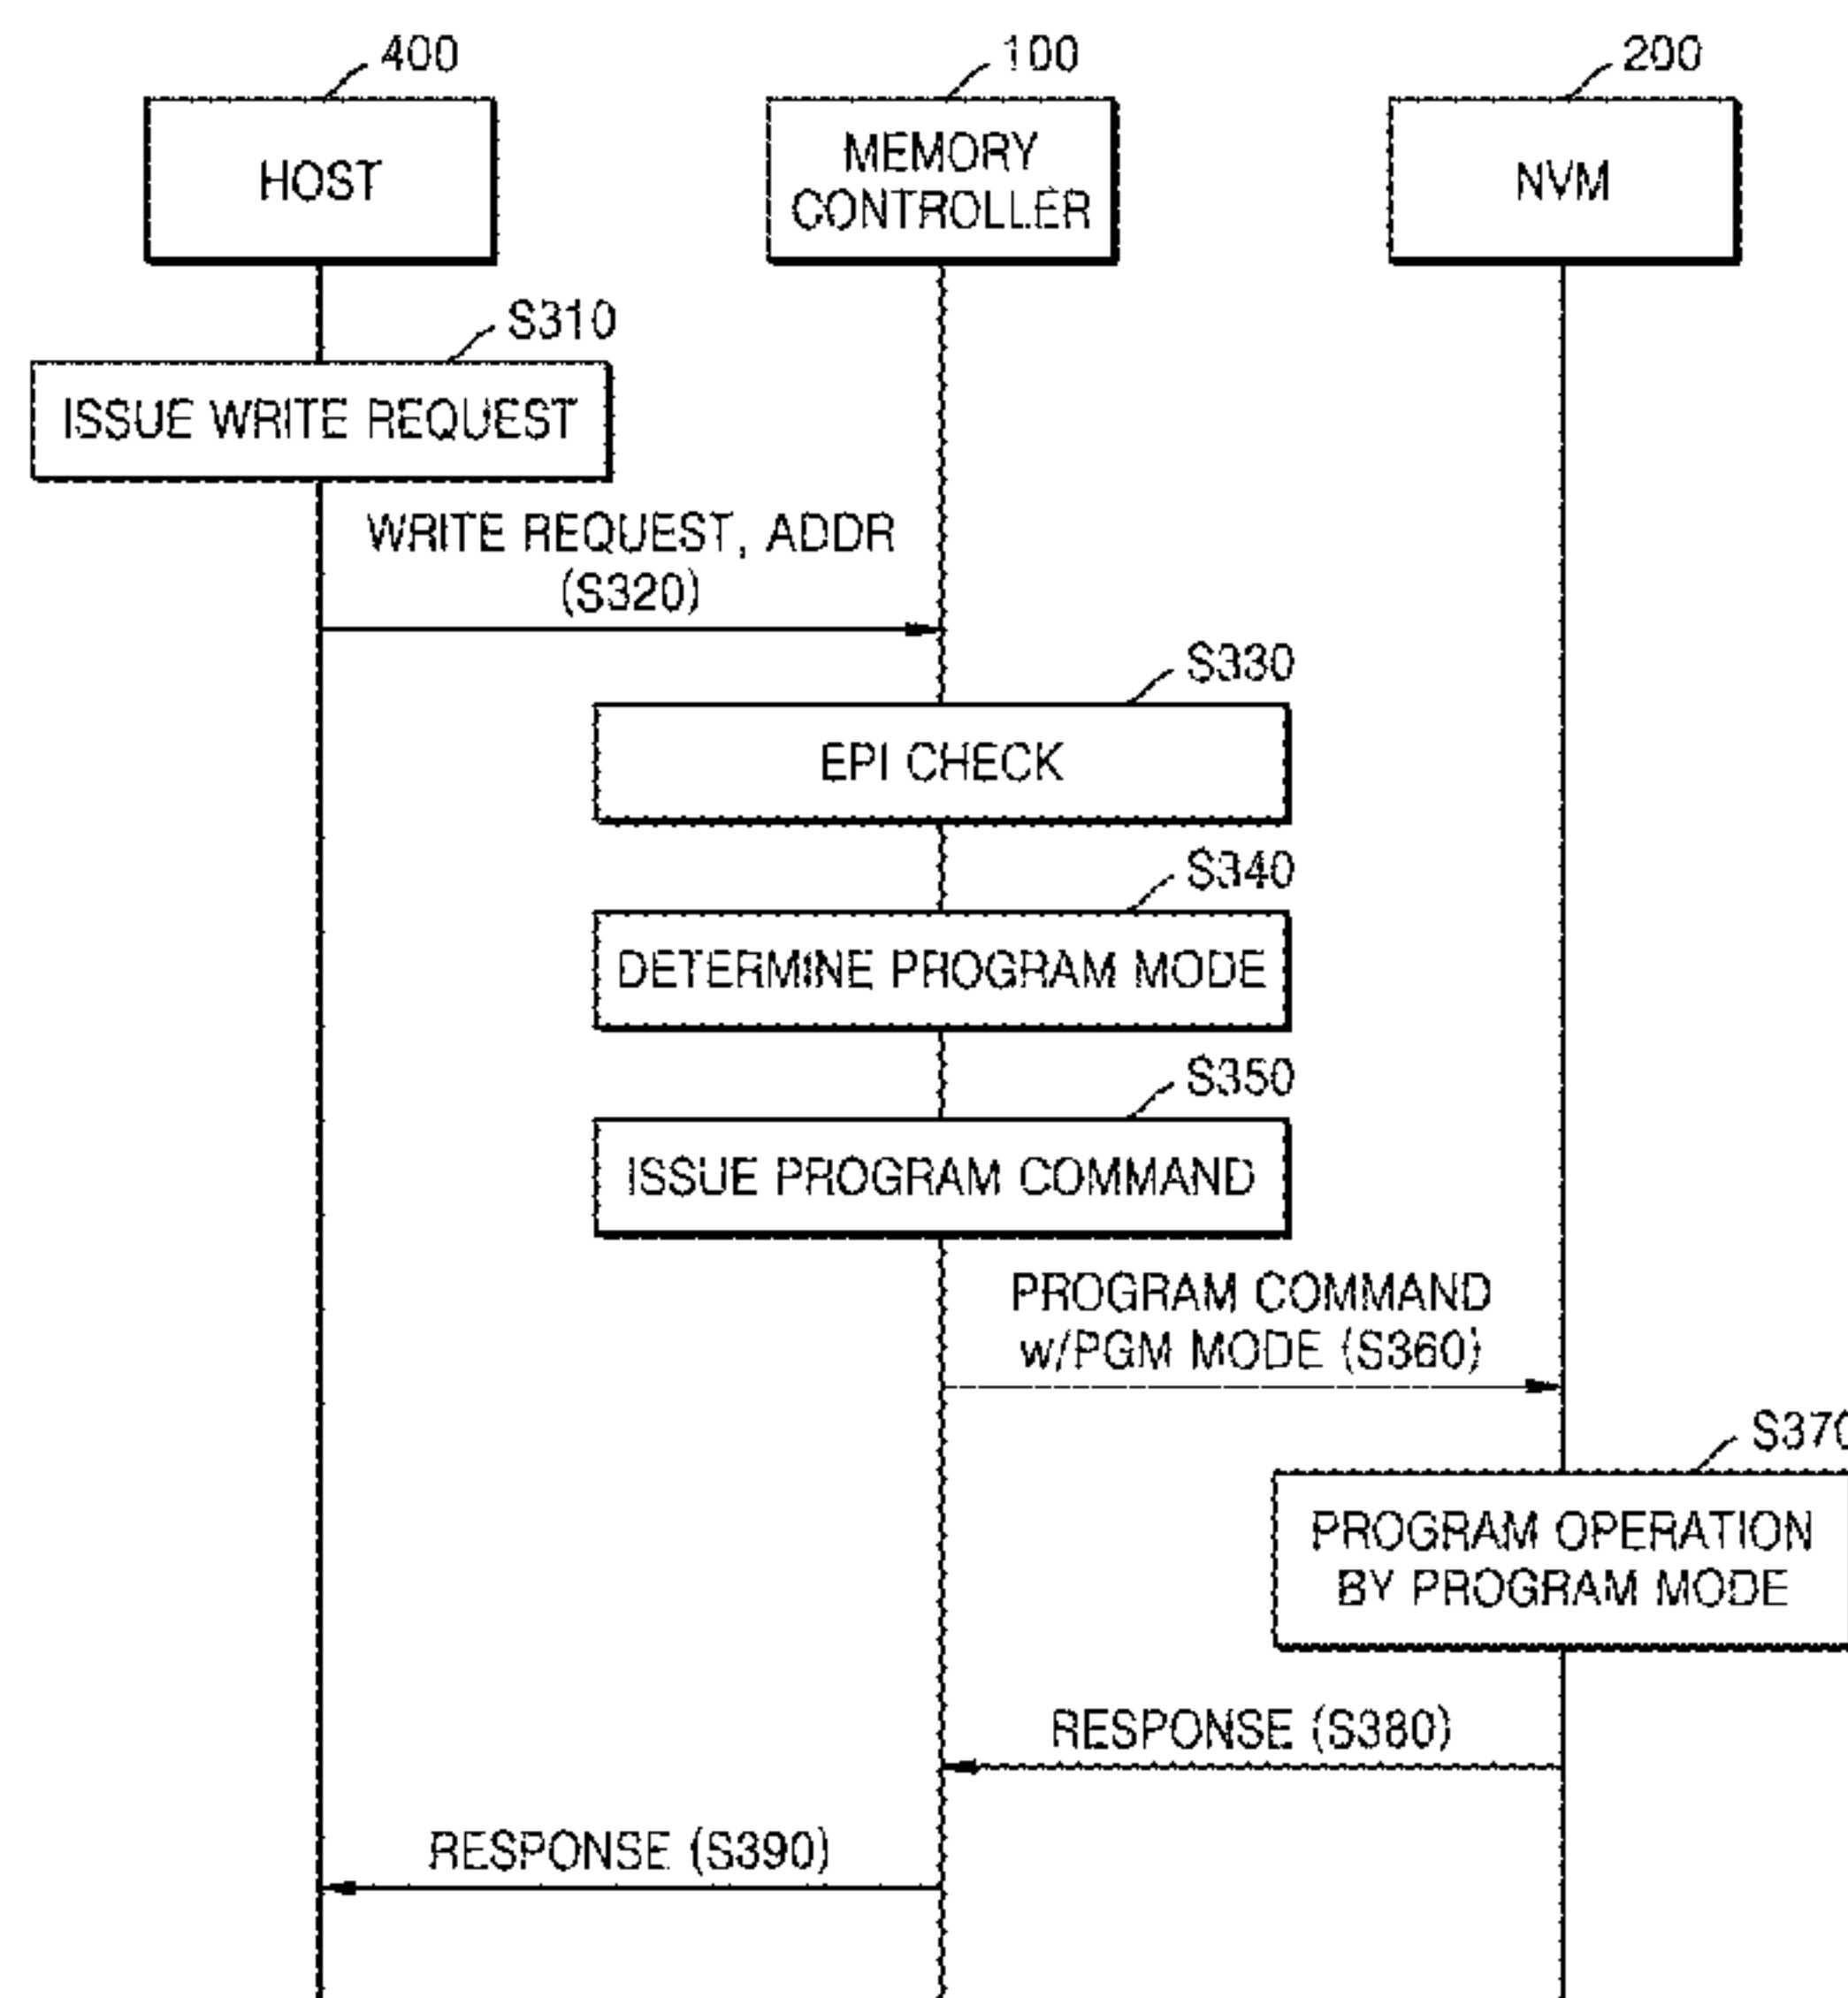 400
100
200
HOST
MEMORY
CONTROLLER
NVM
S310
ISSUE WRITE REQUEST
WRITE REQUEST, ADDR
(S320)
S330
EPI CHECK
S340
DETERMINE PROGRAM MODE
S350
ISSUE PROGRAM COMMAND
PROGRAM COMMAND
w/PGM MODE (S360)
S370
PROGRAM OPERATION
BY PROGRAM MODE
RESPONSE (S380)
RESPONSE (S390)